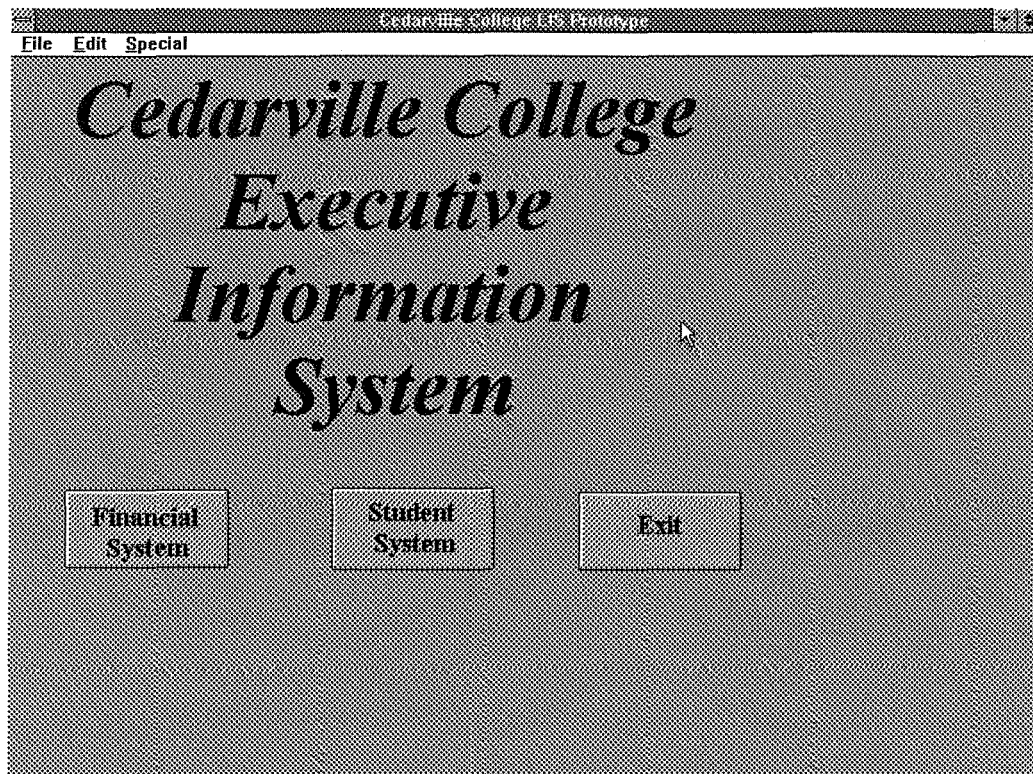 Cedarville College EIS Prototype
File Edit Special
Cedarville College
Executive
Information
System
Financial
System
Student
System
Exit